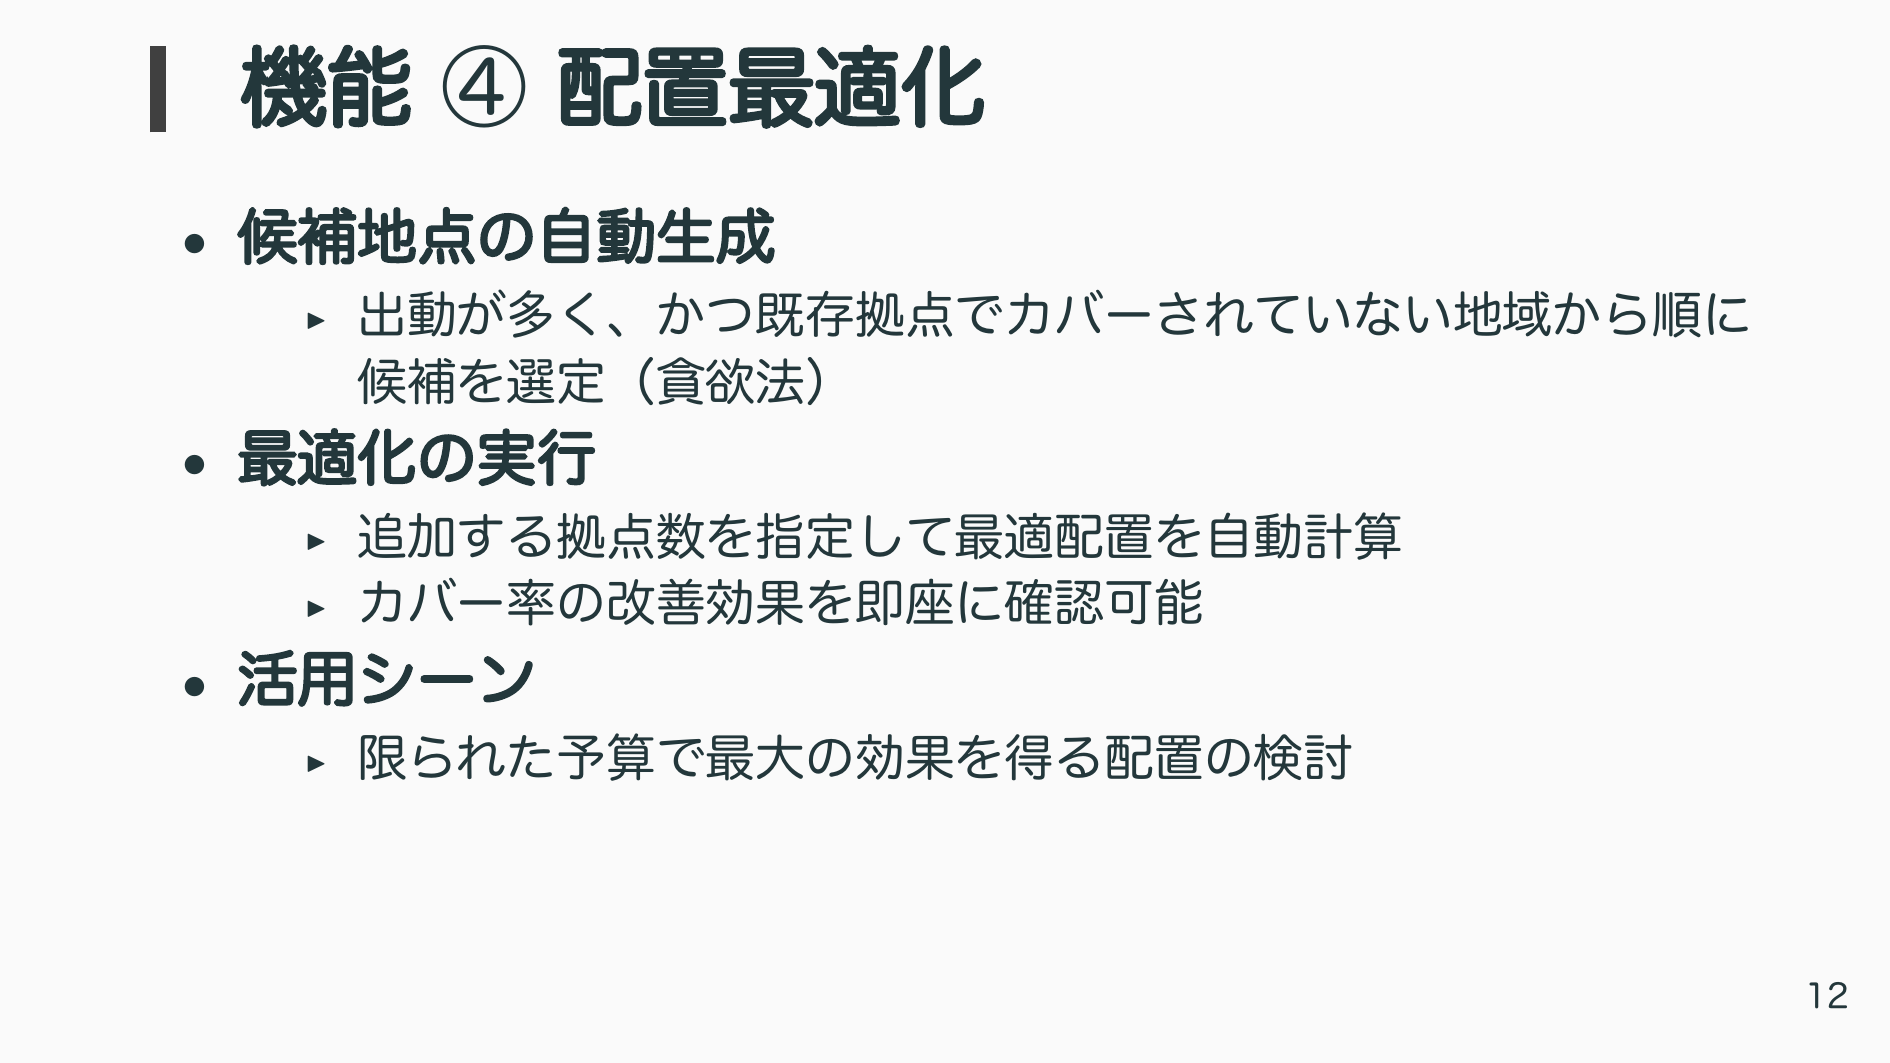 機能 ④ 配置最適化
• 候補地点の自動生成
▸ 出動が多く、かつ既存拠点でカバーされていない地域から順に
候補を選定（貪欲法）
• 最適化の実行
▸ 追加する拠点数を指定して最適配置を自動計算
▸ カバー率の改善効果を即座に確認可能
• 活用シーン
▸ 限られた予算で最大の効果を得る配置の検討
12